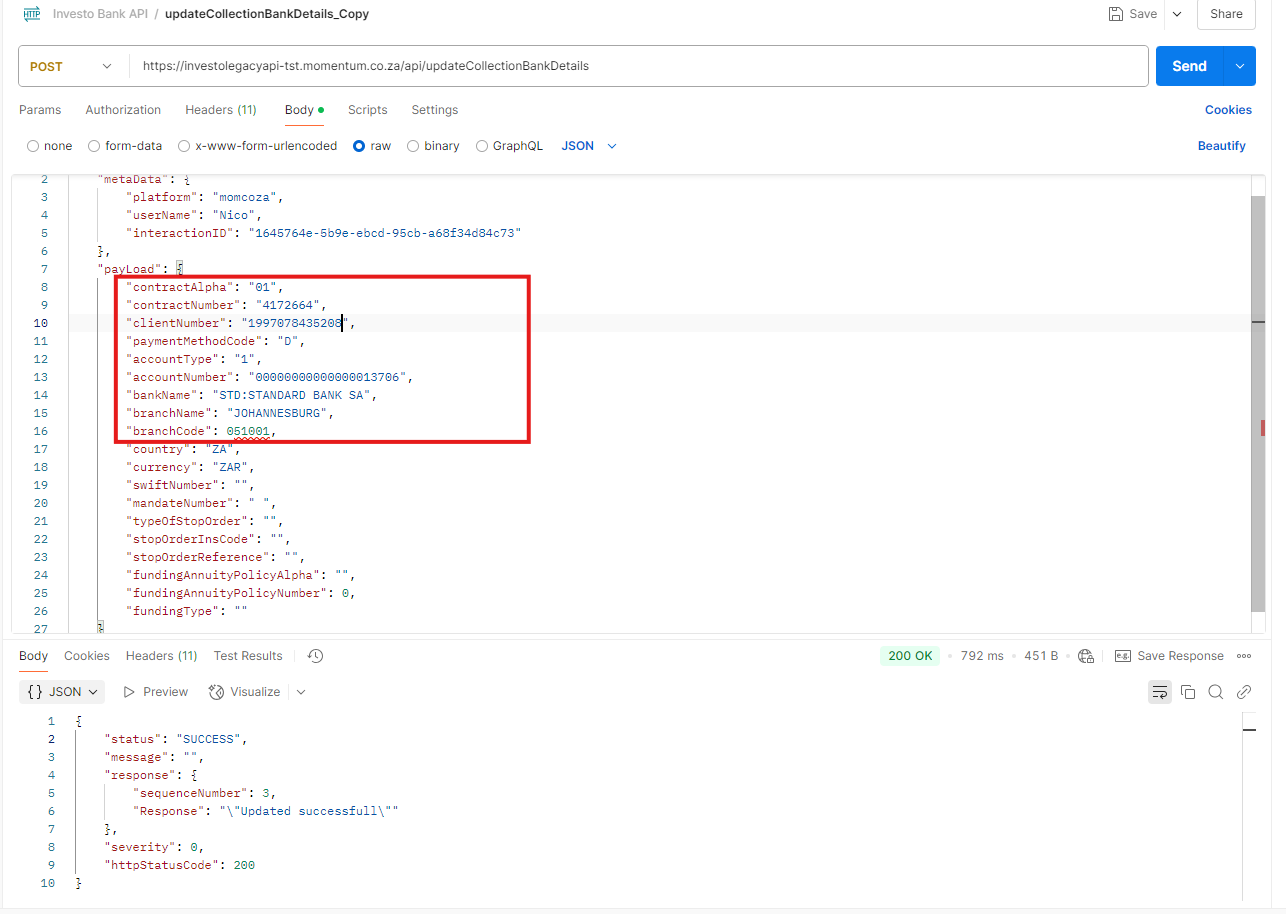 HTTP Investo Bank API / updateCollectionBankDetails_Copy Save Share
POST https://investolegacyapi-tst.momentum.co.za/api/updateCollectionBankDetails Send
Params Authorization Headers (11) Body Scripts Settings Cookies
none form-data x-www-form-urlencoded raw binary GraphQL JSON Beautify
2 "metaData": {
3 "platform": "momcoza",
4 "userName": "Nico",
5 "interactionID": "1645764e-5b9e-ebcd-95cb-a68f34d84c73"
6 },
7 "payLoad": {
8 "contractAlpha": "01",
9 "contractNumber": "4172664",
10 "clientNumber": "1997078435208",
11 "paymentMethodCode": "D",
12 "accountType": "1",
13 "accountNumber": "00000000000000013706",
14 "bankName": "STD:STANDARD BANK SA",
15 "branchName": "JOHANNESBURG",
16 "branchCode": 051001,
17 "country": "ZA",
18 "currency": "ZAR",
19 "swiftNumber": "",
20 "mandateNumber": " ",
21 "typeOfStopOrder": "",
22 "stopOrderInsCode": "",
23 "stopOrderReference": "",
24 "fundingAnnuityPolicyAlpha": "",
25 "fundingAnnuityPolicyNumber": 0,
26 "fundingType": ""
27 }
Body Cookies Headers (11) Test Results 200 OK • 792 ms • 451 B • e.g. Save Response
{} JSON Preview Visualize
1 {
2 "status": "SUCCESS",
3 "message": "",
4 "response": {
5 "sequenceNumber": 3,
6 "Response": "\"Updated successfull\""
7 },
8 "severity": 0,
9 "httpStatusCode": 200
10 }